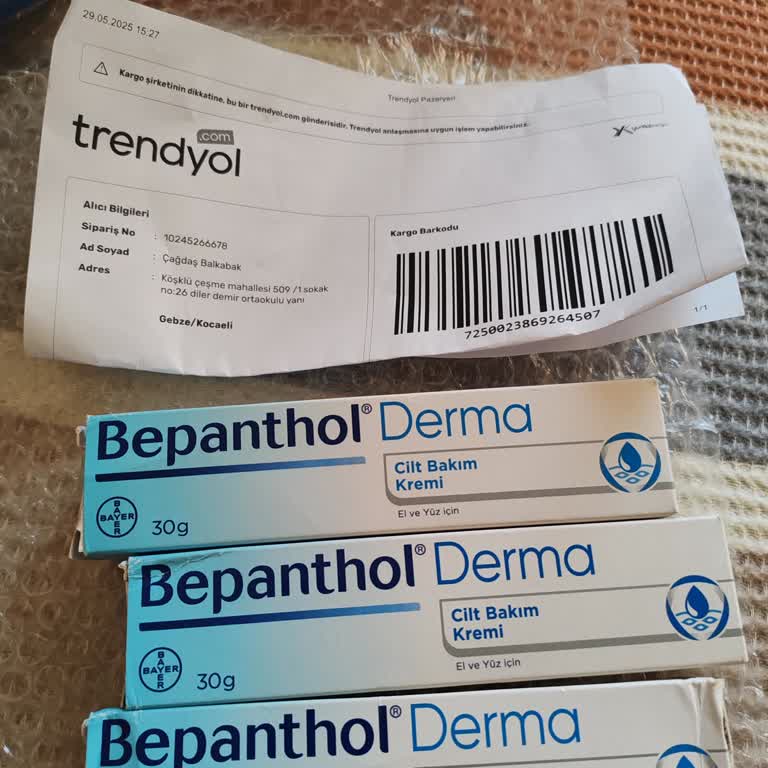 29.05.2025 15:27
Trendyol Pazaryeri
Kargo şirketinin dikkatine, bu bir trendyol.com gönderisidir. Trendyol anlaşmasına uygun işlem yapabilirsiniz.
trendyol.com
Alıcı Bilgileri
Sipariş No : 10245266678
Ad Soyad : Çağdaş Balkabak
Adres : Köşklü çeşme mahallesi 509 /1 sokak
no:26 diler demir ortaokulu yanı
Gebze/Kocaeli
Kargo Barkodu
7250023869264507
1/1
Bepanthol® Derma
Cilt Bakım
Kremi
El ve Yüz için
BAYER
BAYER
30g
Bepanthol® Derma
Cilt Bakım
Kremi
El ve Yüz için
BAYER
BAYER
30g
Bepanthol® Derma